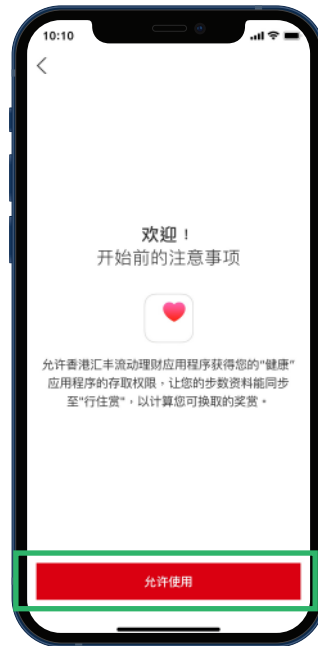 10:10
欢迎！
开始前的注意事项
允许香港汇丰流动理财应用程序获得您的"健康"
应用程序的存取权限，让您的步数资料能同步
至"行住赏"，以计算您可换取的奖赏。
允许使用